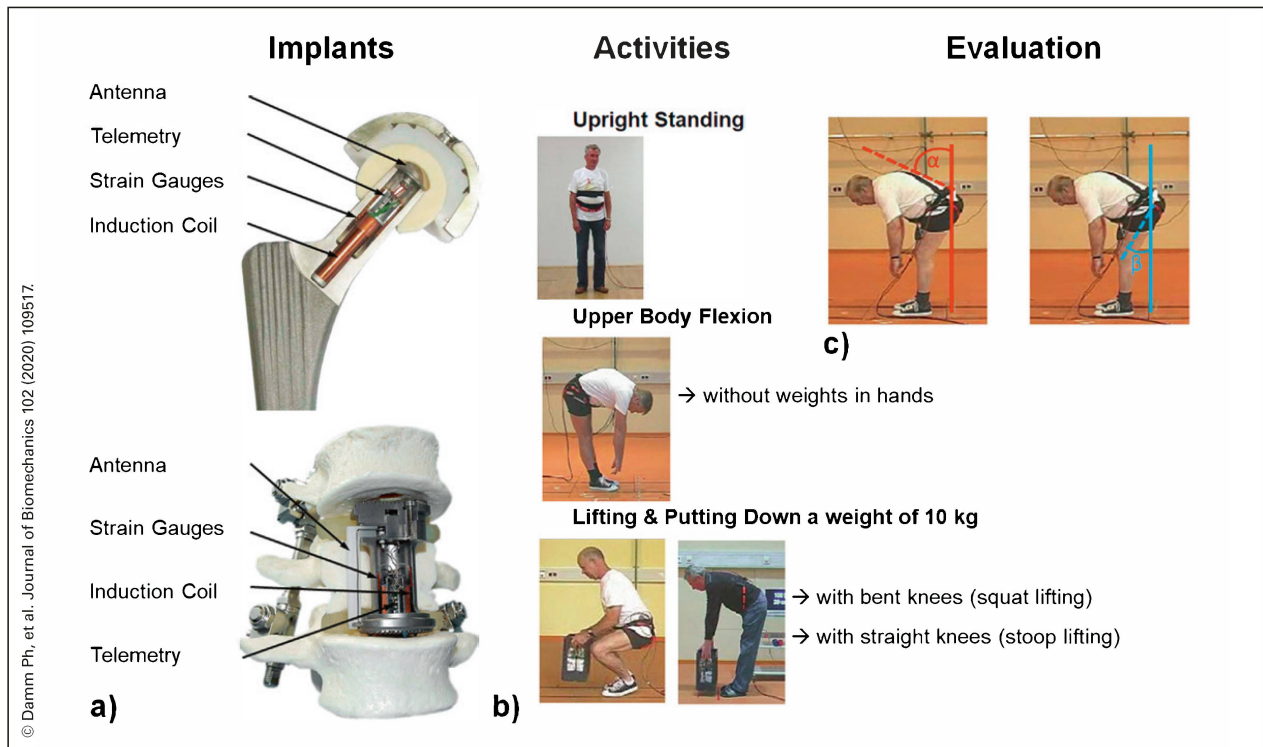 Implants
Activities
Evaluation
Antenna
Telemetry
Strain Gauges
Induction Coil
Antenna
Strain Gauges
Induction Coil
Telemetry
a)
Upright Standing
Upper Body Flexion
→ without weights in hands
Lifting & Putting Down a weight of 10 kg
→ with bent knees (squat lifting)
→ with straight knees (stoop lifting)
b)
α
β
c)
© Damm Ph, et al. Journal of Biomechanics 102 (2020) 109517.